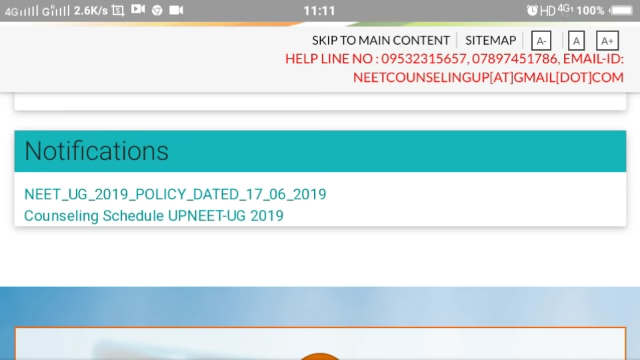 4G G 2.6K/s 11:11 HD 4G+ 100%
SKIP TO MAIN CONTENT SITEMAP A- A A+
HELP LINE NO : 09532315657, 07897451786, EMAIL-ID:
NEETCOUNSELINGUP[AT]GMAIL[DOT]COM
Notifications
NEET_UG_2019_POLICY_DATED_17_06_2019
Counseling Schedule UPNEET-UG 2019